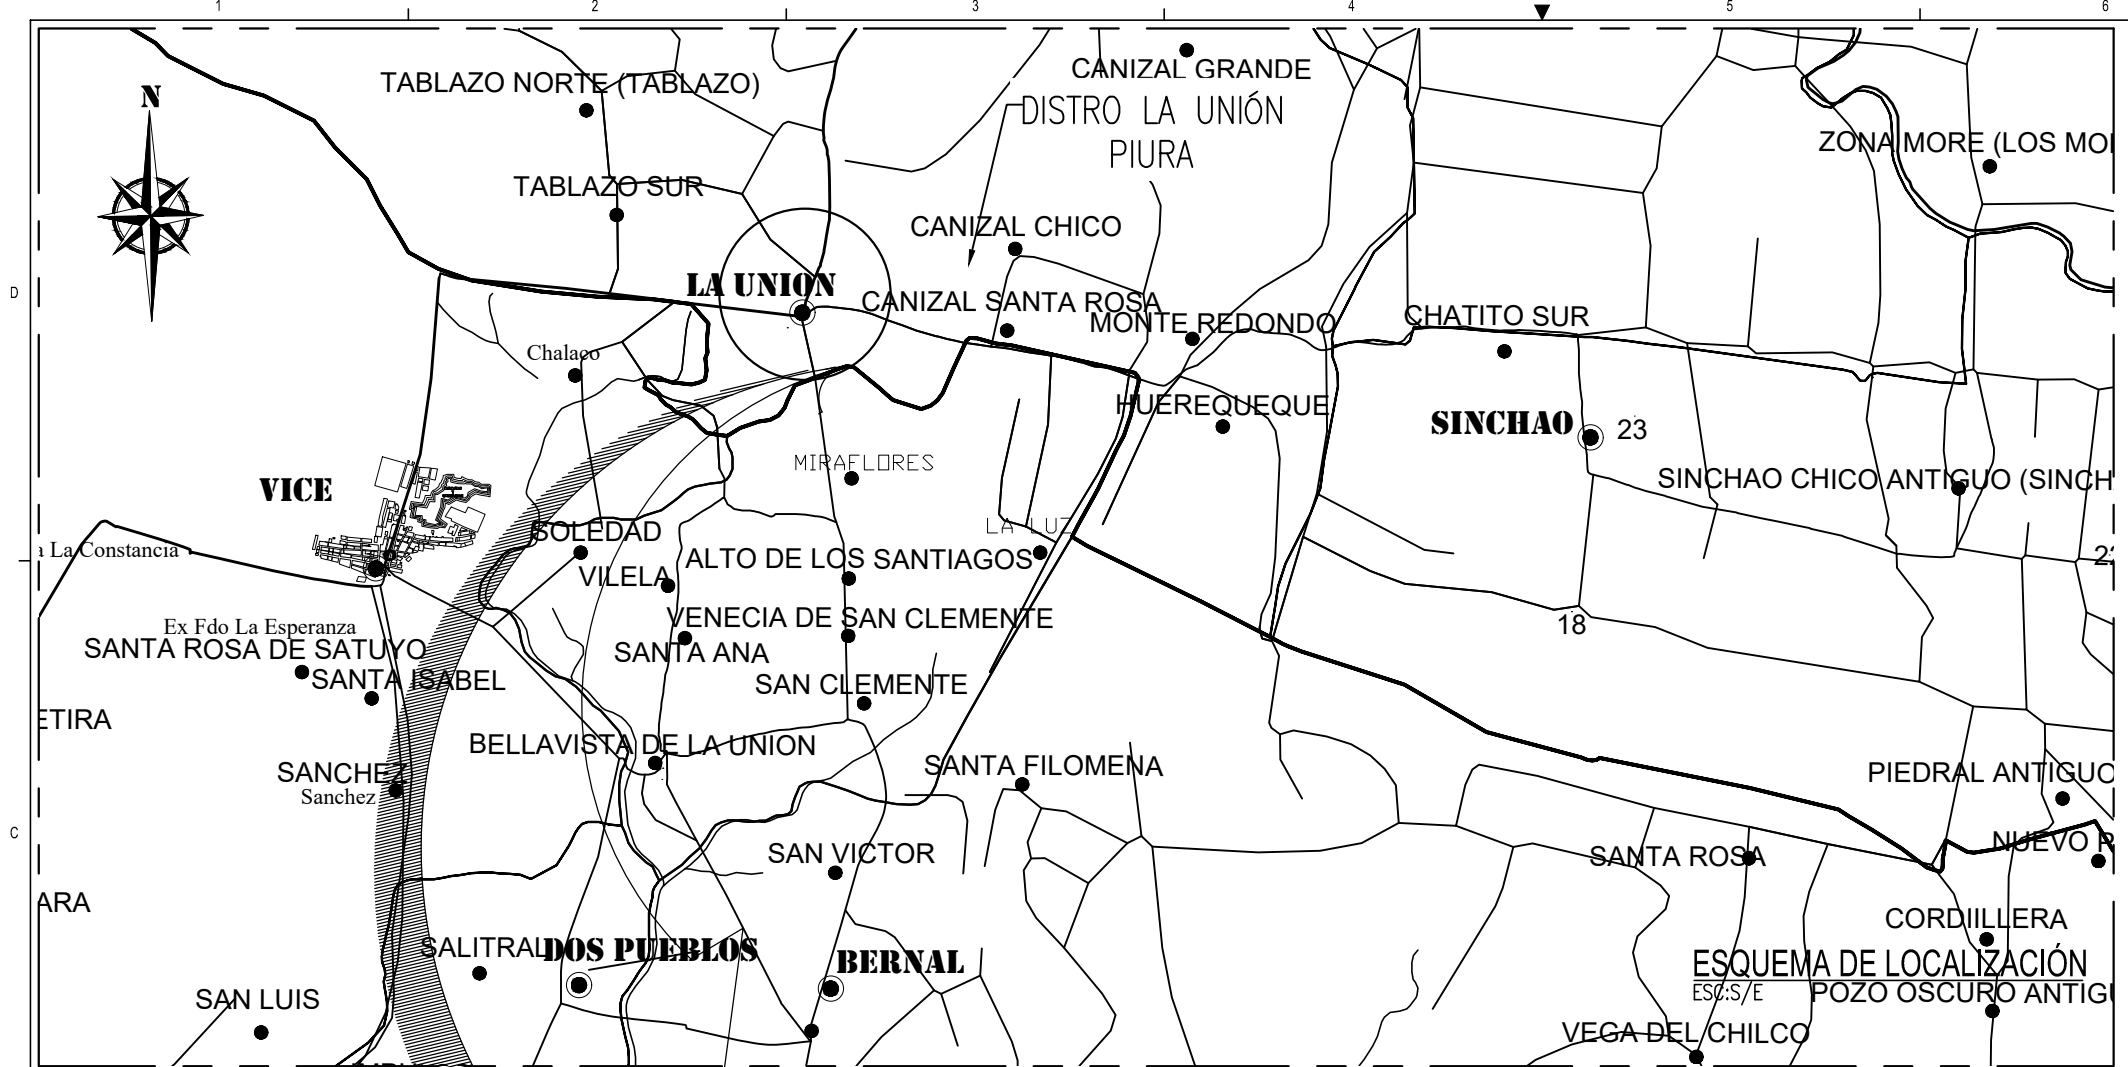 1 2 3 4 5 6
CANIZAL GRANDE
TABLAZO NORTE (TABLAZO)
N
DISTRO LA UNIÓN
PIURA
ZONA MORE (LOS MO
TABLAZO SUR
CANIZAL CHICO
D
LA UNION
CANIZAL SANTA ROSA
MONTE REDONDO
CHATITO SUR
Chalaco
HUEREQUEQUE
SINCHAO
23
MIRAFLORES
VICE
SINCHAO CHICO ANTIGUO (SINCH
LA LUZ
SOLEDAD
a La Constancia
ALTO DE LOS SANTIAGOS
VILELA
VENECIA DE SAN CLEMENTE
18
Ex Fdo La Esperanza
SANTA ROSA DE SATUYO
SANTA ANA
SANTA ISABEL
SAN CLEMENTE
ETIRA
BELLAVISTA DE LA UNION
SANTA FILOMENA
SANCHEZ
Sanchez
PIEDRAL ANTIGUO
C
NUEVO P
SAN VICTOR
SANTA ROSA
ARA
CORDIILLERA
SALITRAL
DOS PUEBLOS
BERNAL
ESQUEMA DE LOCALIZACIÓN
ESC:S/E
POZO OSCURO ANTIGU
SAN LUIS
VEGA DEL CHILCO